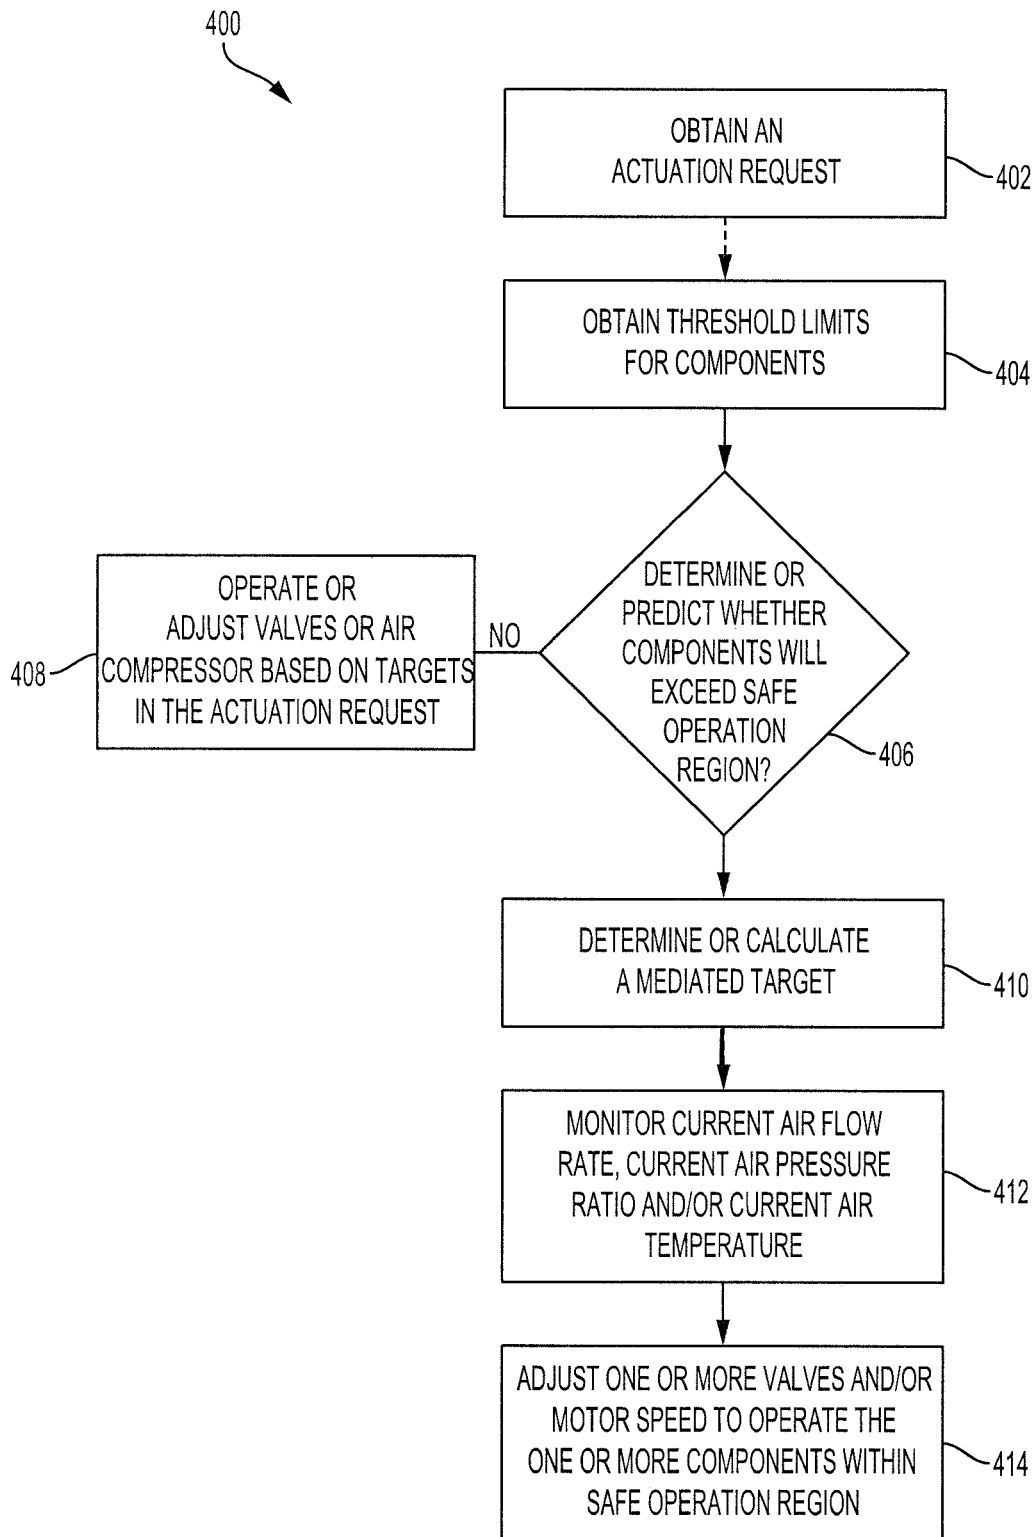 400
OBTAIN AN
ACTUATION REQUEST
402
OBTAIN THRESHOLD LIMITS
FOR COMPONENTS
404
DETERMINE OR
PREDICT WHETHER
COMPONENTS WILL
EXCEED SAFE
OPERATION
REGION?
406
NO
OPERATE OR
ADJUST VALVES OR AIR
COMPRESSOR BASED ON TARGETS
IN THE ACTUATION REQUEST
408
DETERMINE OR CALCULATE
A MEDIATED TARGET
410
MONITOR CURRENT AIR FLOW
RATE, CURRENT AIR PRESSURE
RATIO AND/OR CURRENT AIR
TEMPERATURE
412
ADJUST ONE OR MORE VALVES AND/OR
MOTOR SPEED TO OPERATE THE
ONE OR MORE COMPONENTS WITHIN
SAFE OPERATION REGION
414